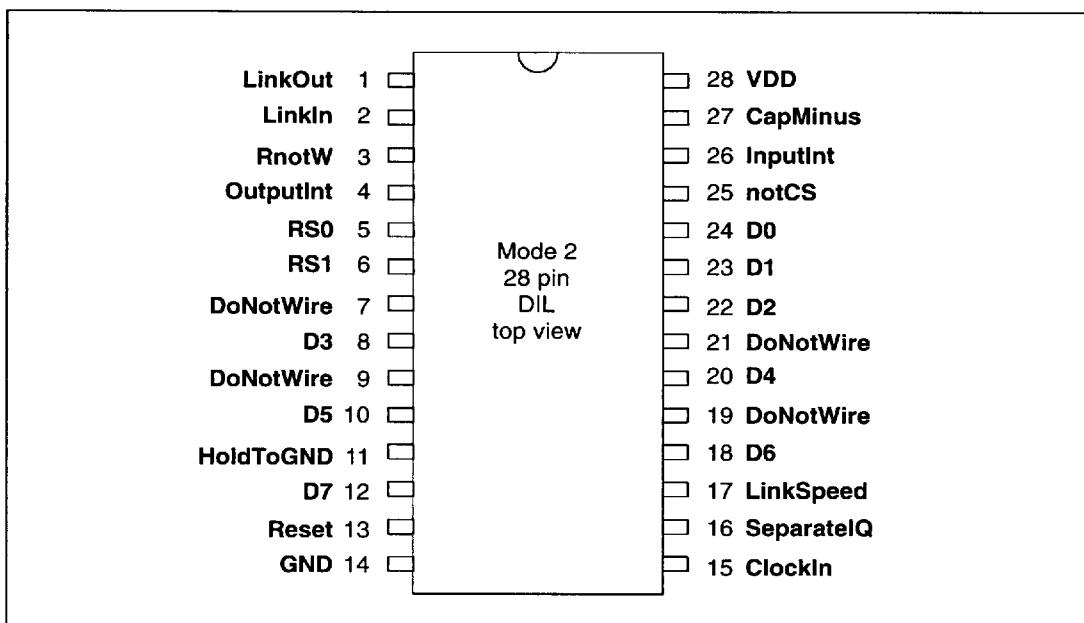 LinkOut 1
LinkIn 2
RnotW 3
OutputInt 4
RS0 5
RS1 6
DoNotWire 7
D3 8
DoNotWire 9
D5 10
HoldToGND 11
D7 12
Reset 13
GND 14
Mode 2
28 pin
DIL
top view
28 VDD
27 CapMinus
26 InputInt
25 notCS
24 D0
23 D1
22 D2
21 DoNotWire
20 D4
19 DoNotWire
18 D6
17 LinkSpeed
16 SeparateIQ
15 ClockIn